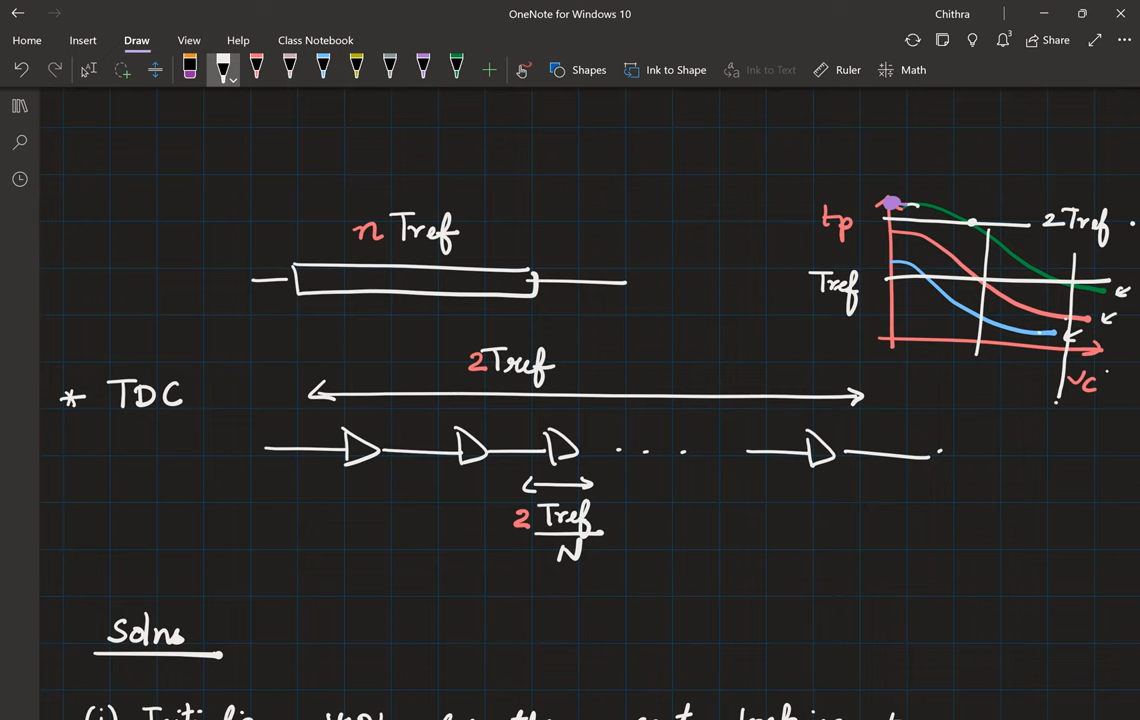 OneNote for Windows 10
Chithra
Home Insert Draw View Help Class Notebook
Share
Shapes Ink to Shape Ink to Text Ruler Math
n Tref
tp
2Tref
Tref
vc
2Tref
* TDC
2 Tref
N
Solns